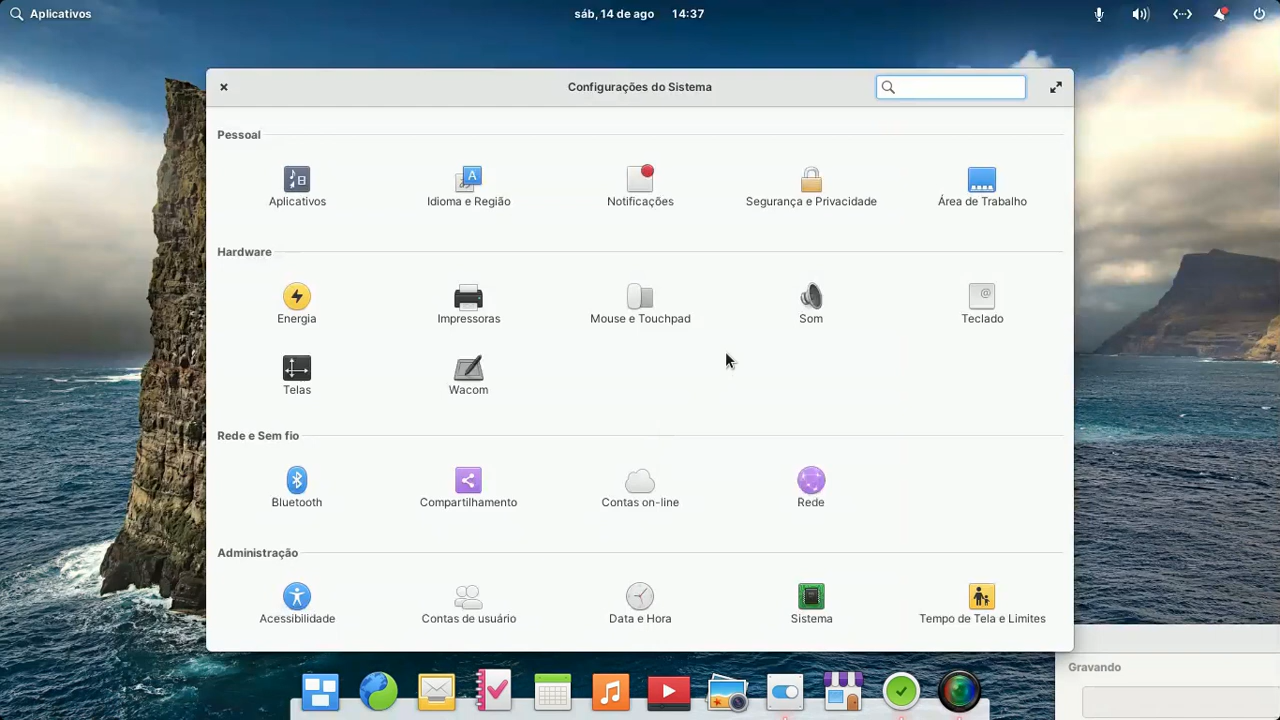 Aplicativos
sáb, 14 de ago 14:37
Configurações do Sistema
Pessoal
Aplicativos
Idioma e Região
Notificações
Segurança e Privacidade
Área de Trabalho
Hardware
Energia
Impressoras
Mouse e Touchpad
Som
Teclado
Telas
Wacom
Rede e Sem fio
Bluetooth
Compartilhamento
Contas on-line
Rede
Administração
Acessibilidade
Contas de usuário
Data e Hora
Sistema
Tempo de Tela e Limites
Gravando